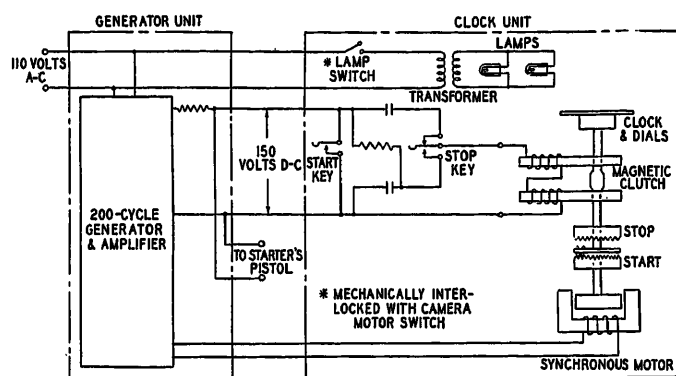 GENERATOR UNIT
CLOCK UNIT
110 VOLTS
A-C
* LAMP
SWITCH
LAMPS
TRANSFORMER
CLOCK
& DIALS
150
VOLTS D-C
START
KEY
STOP
KEY
MAGNETIC
CLUTCH
200-CYCLE
GENERATOR
& AMPLIFIER
STOP
START
TO STARTER'S
PISTOL
* MECHANICALLY INTER-
LOCKED WITH CAMERA
MOTOR SWITCH
SYNCHRONOUS MOTOR